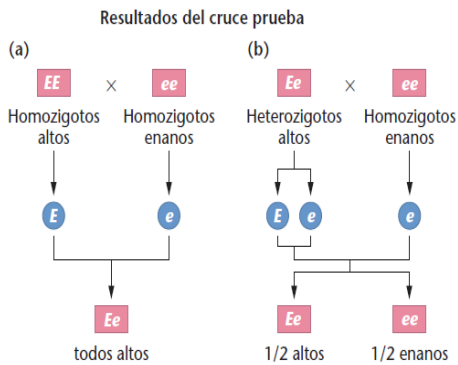 Resultados del cruce prueba
(a)
EE × ee
Homozigotos altos
Homozigotos enanos
E
e
Ee
todos altos
(b)
Ee × ee
Heterozigotos altos
Homozigotos enanos
E e
e
Ee
ee
1/2 altos
1/2 enanos